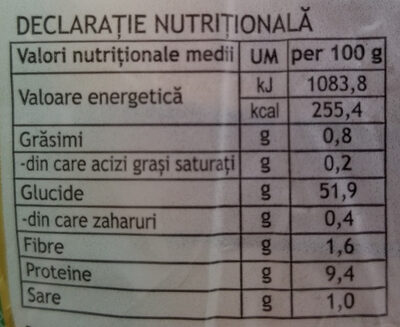 DECLARAȚIE NUTRIȚIONALĂ
Valori nutriționale medii UM per 100 g
Valoare energetică kJ 1083,8
kcal 255,4
Grăsimi g 0,8
-din care acizi grași saturați g 0,2
Glucide g 51,9
-din care zaharuri g 0,4
Fibre g 1,6
Proteine g 9,4
Sare g 1,0